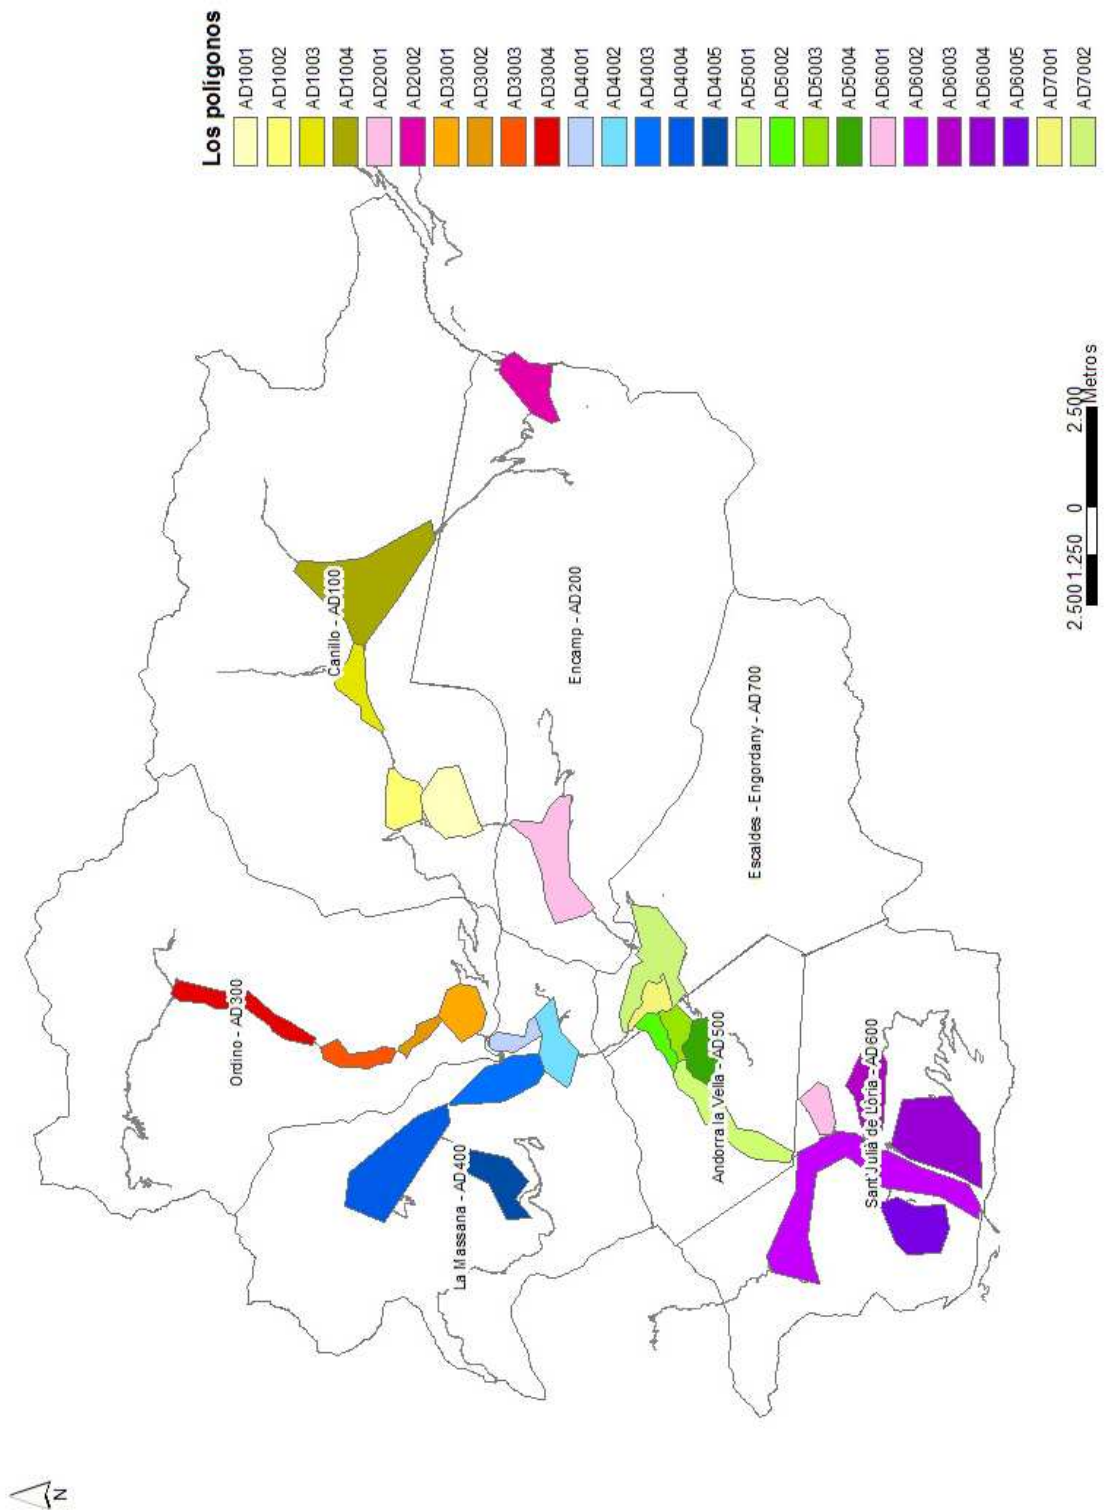 N
Los polígonos
AD1001
AD1002
AD1003
AD1004
AD2001
AD2002
AD3001
AD3002
AD3003
AD3004
AD4001
AD4002
AD4003
AD4004
AD4005
AD5001
AD5002
AD5003
AD5004
AD6001
AD6002
AD6003
AD6004
AD6005
AD7001
AD7002
Ordino - AD300
Canillo - AD100
La Massana - AD400
Encamp - AD200
Andorra la Vella - AD500
Escaldes - Engordany - AD700
Sant Julià de Lòria - AD600
2.500 1.250 0 2.500
Metros